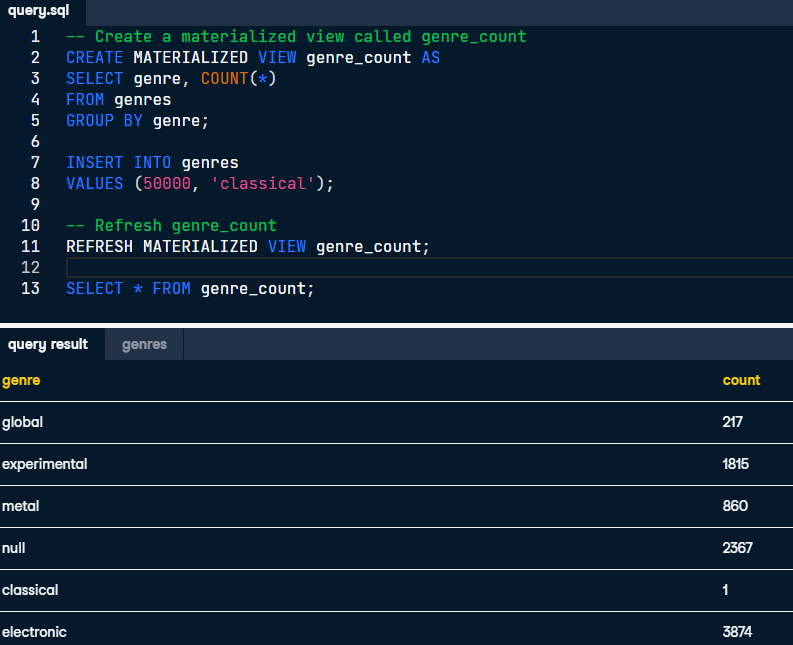 query.sql
1 -- Create a materialized view called genre_count
2 CREATE MATERIALIZED VIEW genre_count AS
3 SELECT genre, COUNT(*)
4 FROM genres
5 GROUP BY genre;
6
7 INSERT INTO genres
8 VALUES (50000, 'classical');
9
10 -- Refresh genre_count
11 REFRESH MATERIALIZED VIEW genre_count;
12
13 SELECT * FROM genre_count;
query result genres
genre count
global 217
experimental 1815
metal 860
null 2367
classical 1
electronic 3874